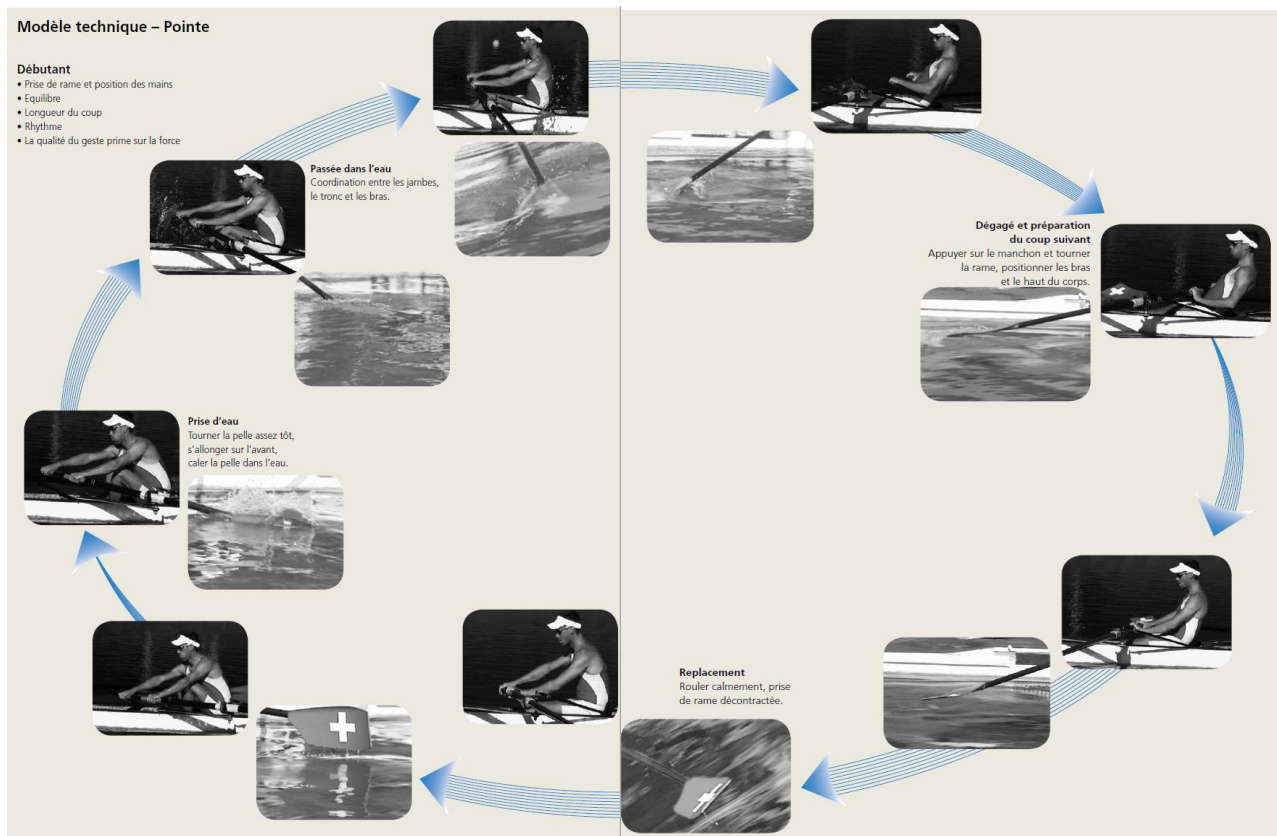 Modèle technique – Pointe
Débutant
• Prise de rame et position des mains
• Equilibre
• Longueur du coup
• Rhythme
• La qualité du geste prime sur la force
Passée dans l'eau
Coordination entre les jambes,
le tronc et les bras.
Dégagé et préparation
du coup suivant
Appuyer sur le manchon et tourner
la rame, positionner les bras
et le haut du corps.
Prise d'eau
Tourner la pelle assez tôt,
s'allonger sur l'avant,
caler la pelle dans l'eau.
Replacement
Rouler calmement, prise
de rame décontractée.